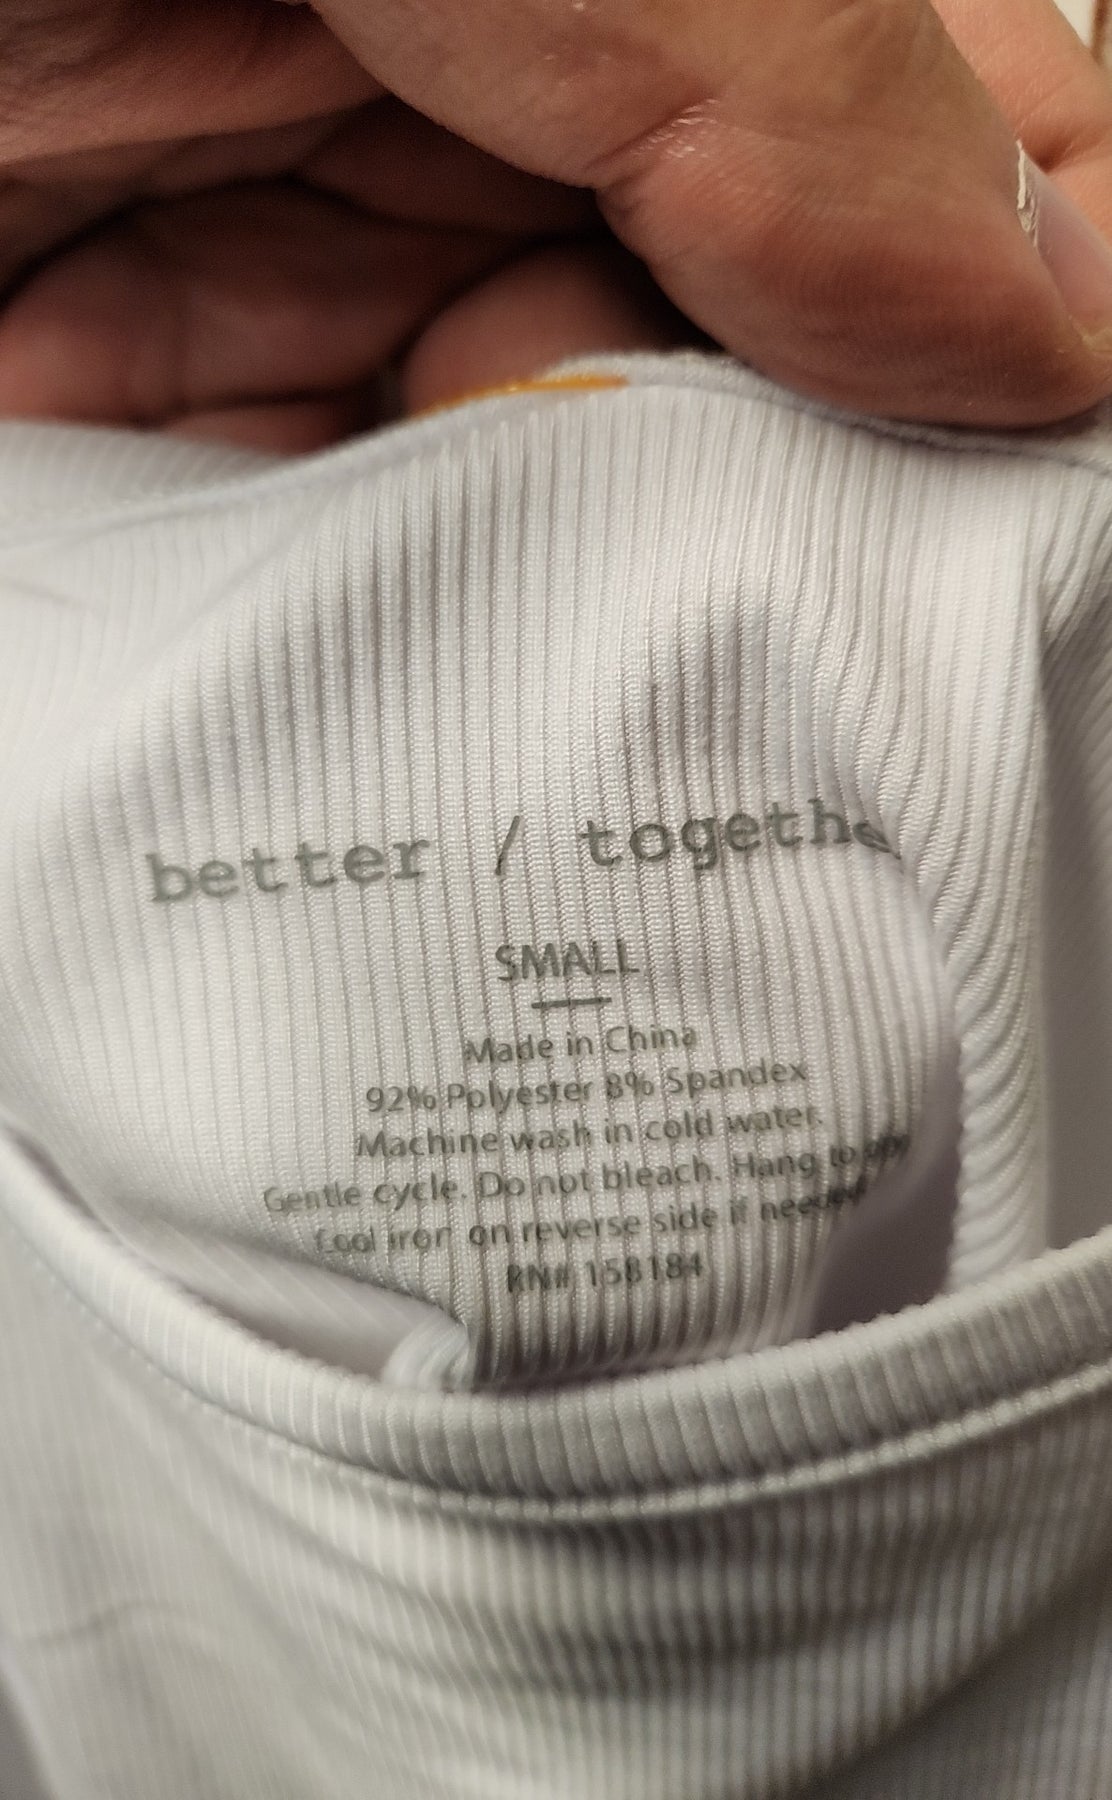 better / togethe
SMALL
Made in China
92% Polyester 8% Spandex
Machine wash in cold water.
Gentle cycle. Do not bleach. Hang to
Cool iron on reverse side if needed
RN# 158184